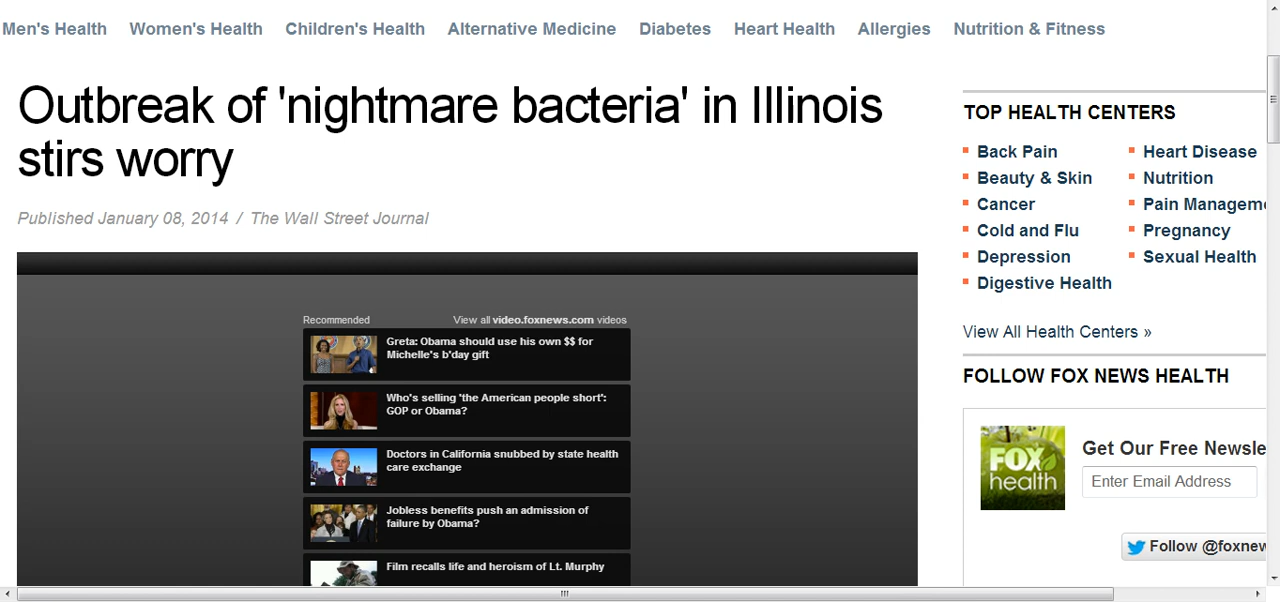 Men's Health Women's Health Children's Health Alternative Medicine Diabetes Heart Health Allergies Nutrition & Fitness
Outbreak of 'nightmare bacteria' in Illinois
stirs worry
Published January 08, 2014 / The Wall Street Journal
Recommended View all video.foxnews.com videos
Greta: Obama should use his own $$ for
Michelle's b'day gift
Who's selling 'the American people short':
GOP or Obama?
Doctors in California snubbed by state health
care exchange
Jobless benefits push an admission of
failure by Obama?
Film recalls life and heroism of Lt. Murphy
TOP HEALTH CENTERS
Back Pain Heart Disease
Beauty & Skin Nutrition
Cancer Pain Managem
Cold and Flu Pregnancy
Depression Sexual Health
Digestive Health
View All Health Centers »
FOLLOW FOX NEWS HEALTH
FOX
health
Get Our Free Newsle
Enter Email Address
Follow @foxnew